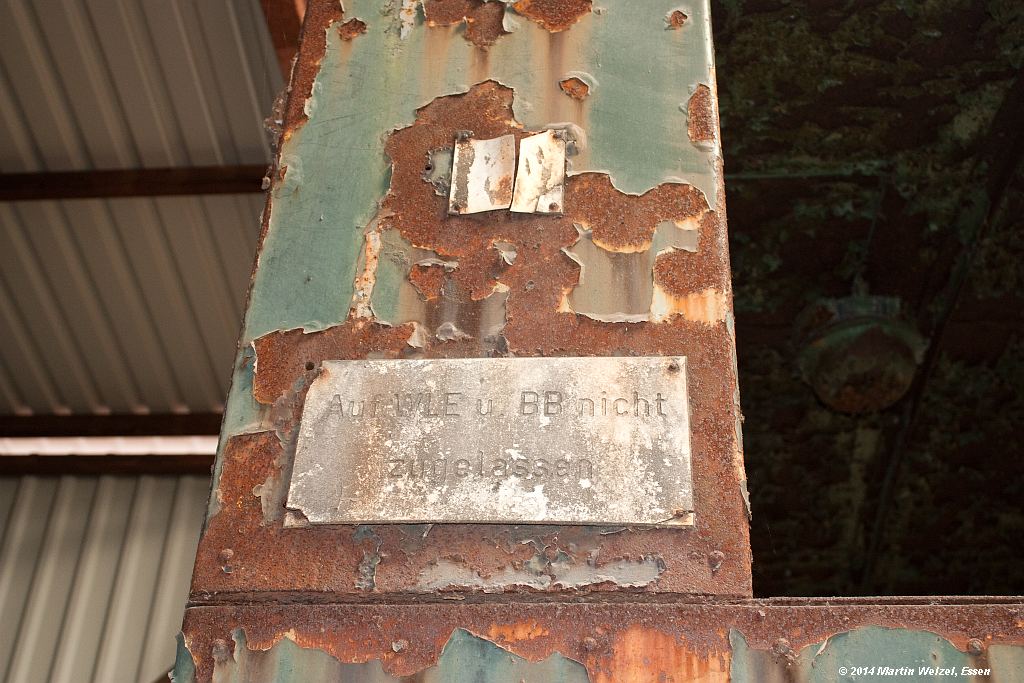 Auf WLE u. BB nicht
zugelassen
© 2014 Martin Welzel, Essen